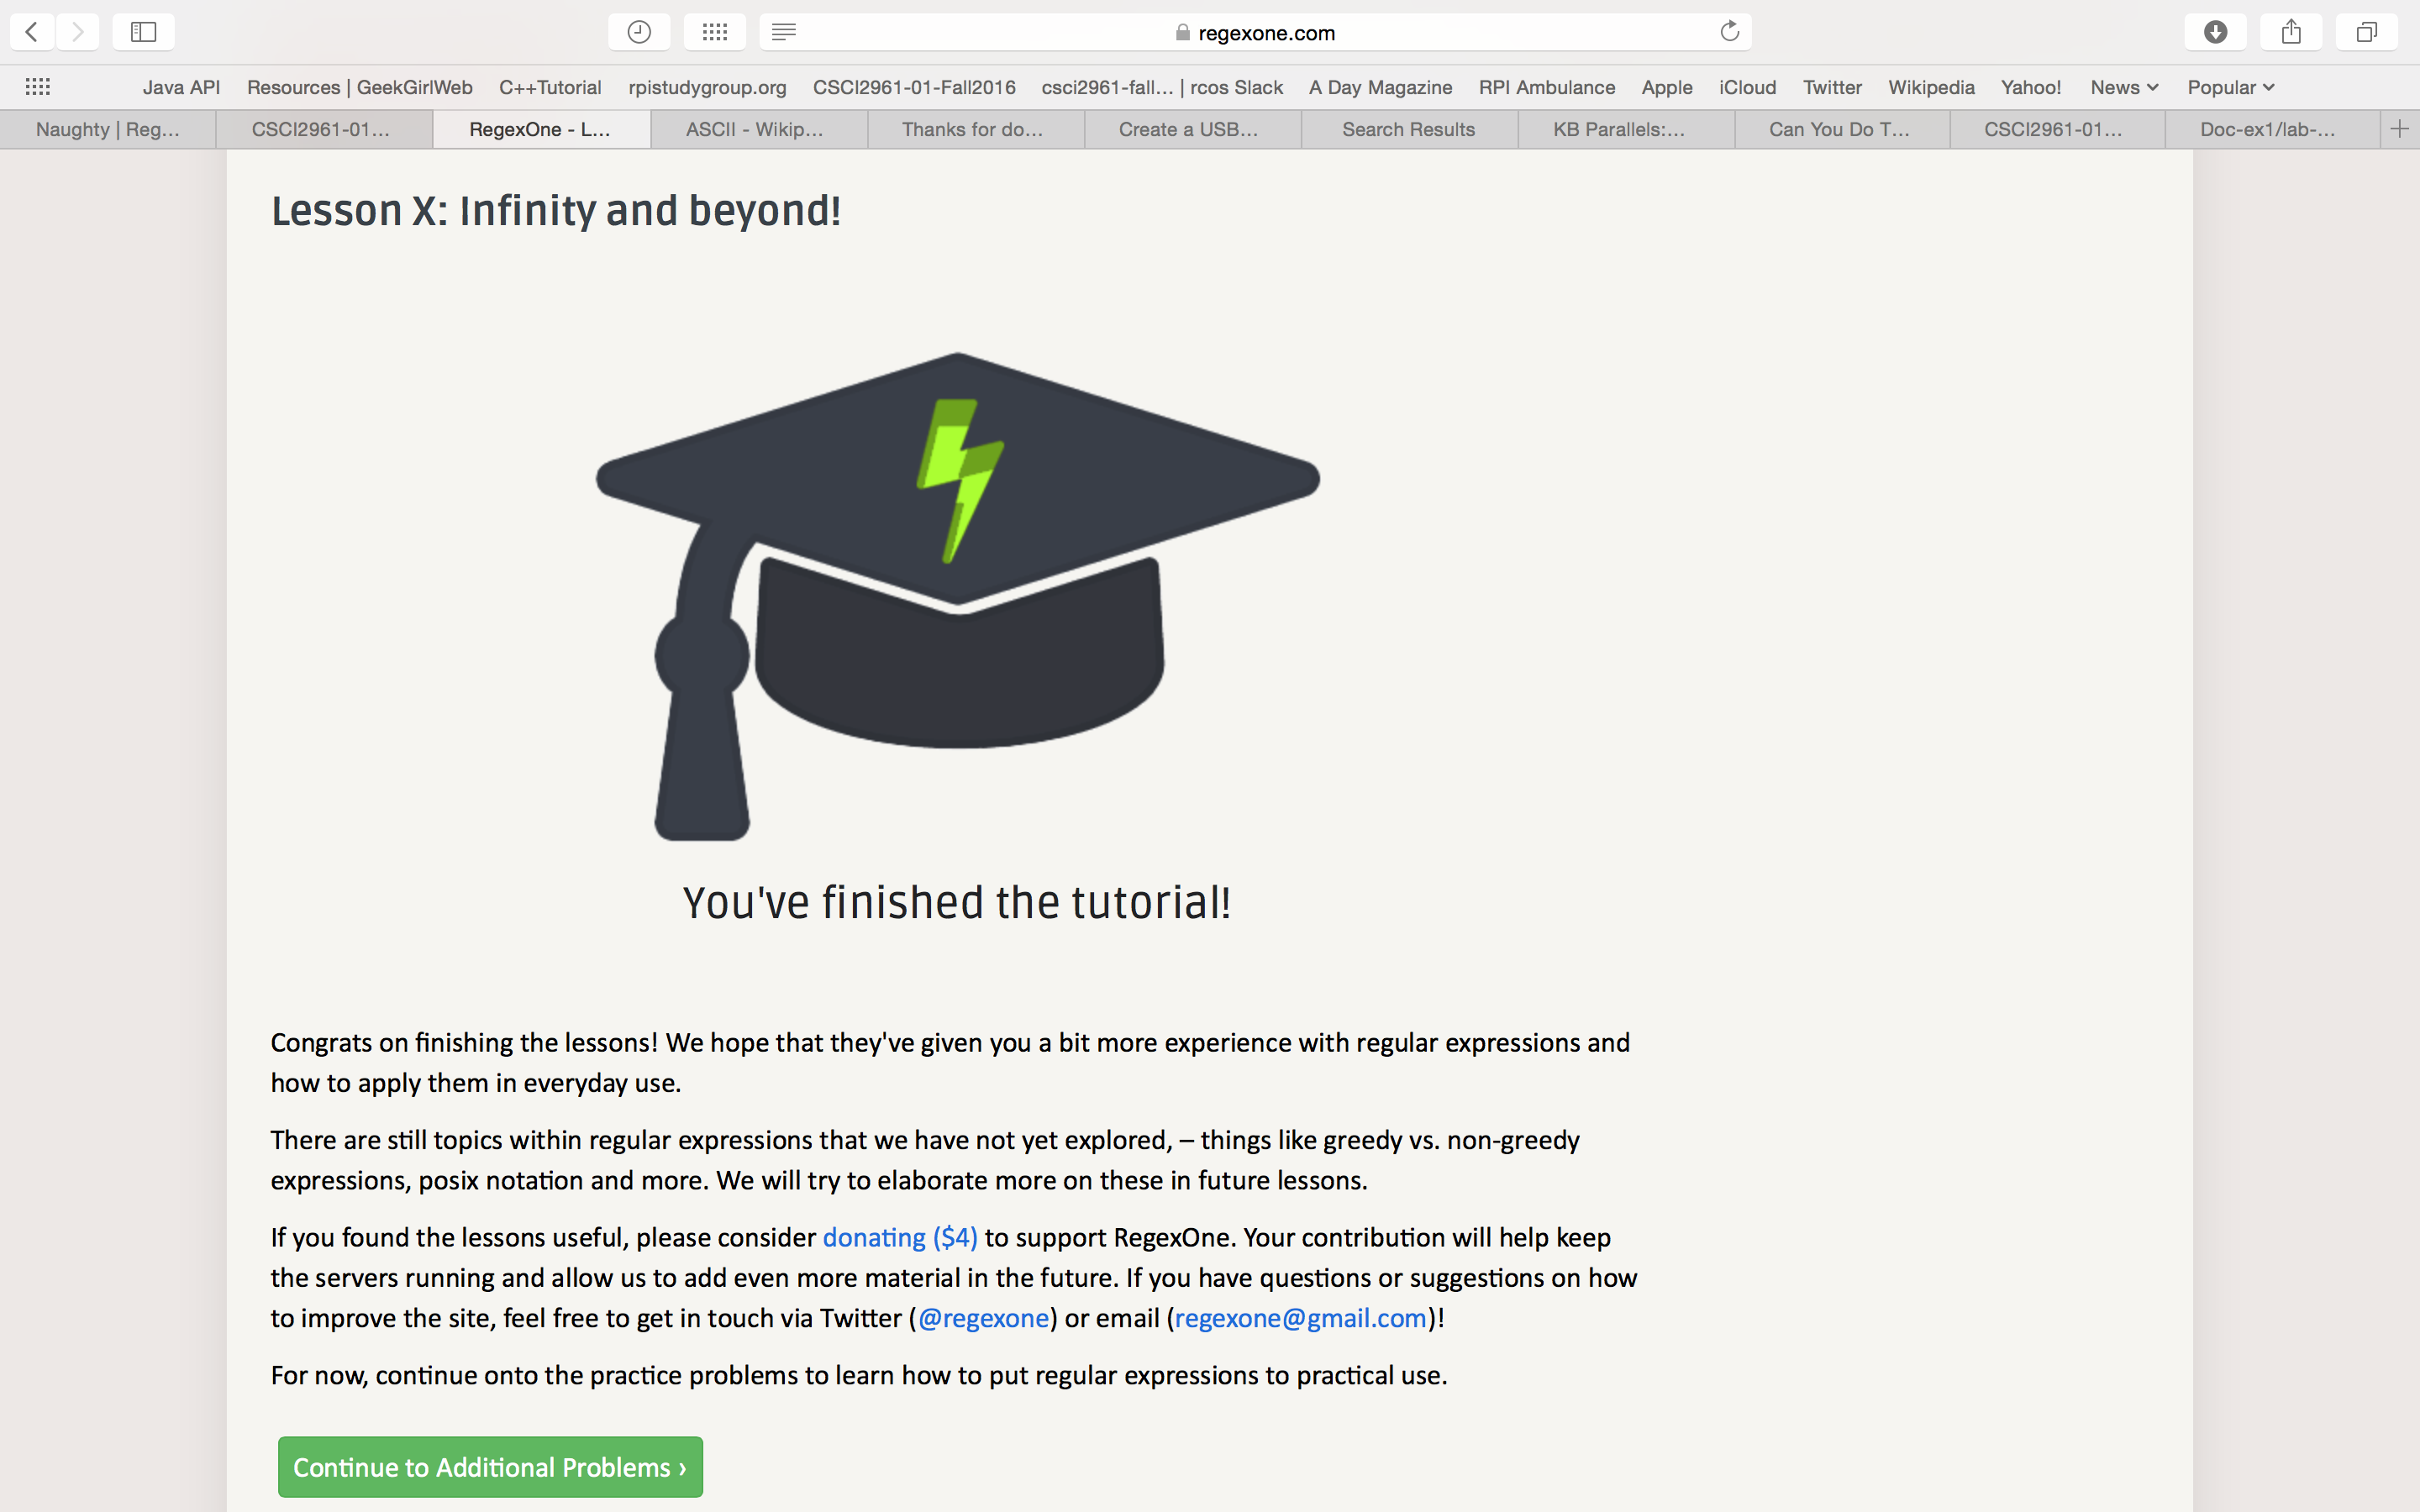 regexone.com
Java API Resources | GeekGirlWeb C++Tutorial rpistudygroup.org CSCI2961-01-Fall2016 csci2961-fall... | rcos Slack A Day Magazine RPI Ambulance Apple iCloud Twitter Wikipedia Yahoo! News Popular
Naughty | Reg... CSCI2961-01... RegexOne - L... ASCII - Wikip... Thanks for do... Create a USB... Search Results KB Parallels:... Can You Do T... CSCI2961-01... Doc-ex1/lab-...
Lesson X: Infinity and beyond!
You've finished the tutorial!
Congrats on finishing the lessons! We hope that they've given you a bit more experience with regular expressions and
how to apply them in everyday use.
There are still topics within regular expressions that we have not yet explored, – things like greedy vs. non-greedy
expressions, posix notation and more. We will try to elaborate more on these in future lessons.
If you found the lessons useful, please consider donating ($4) to support RegexOne. Your contribution will help keep
the servers running and allow us to add even more material in the future. If you have questions or suggestions on how
to improve the site, feel free to get in touch via Twitter (@regexone) or email (regexone@gmail.com)!
For now, continue onto the practice problems to learn how to put regular expressions to practical use.
Continue to Additional Problems ›